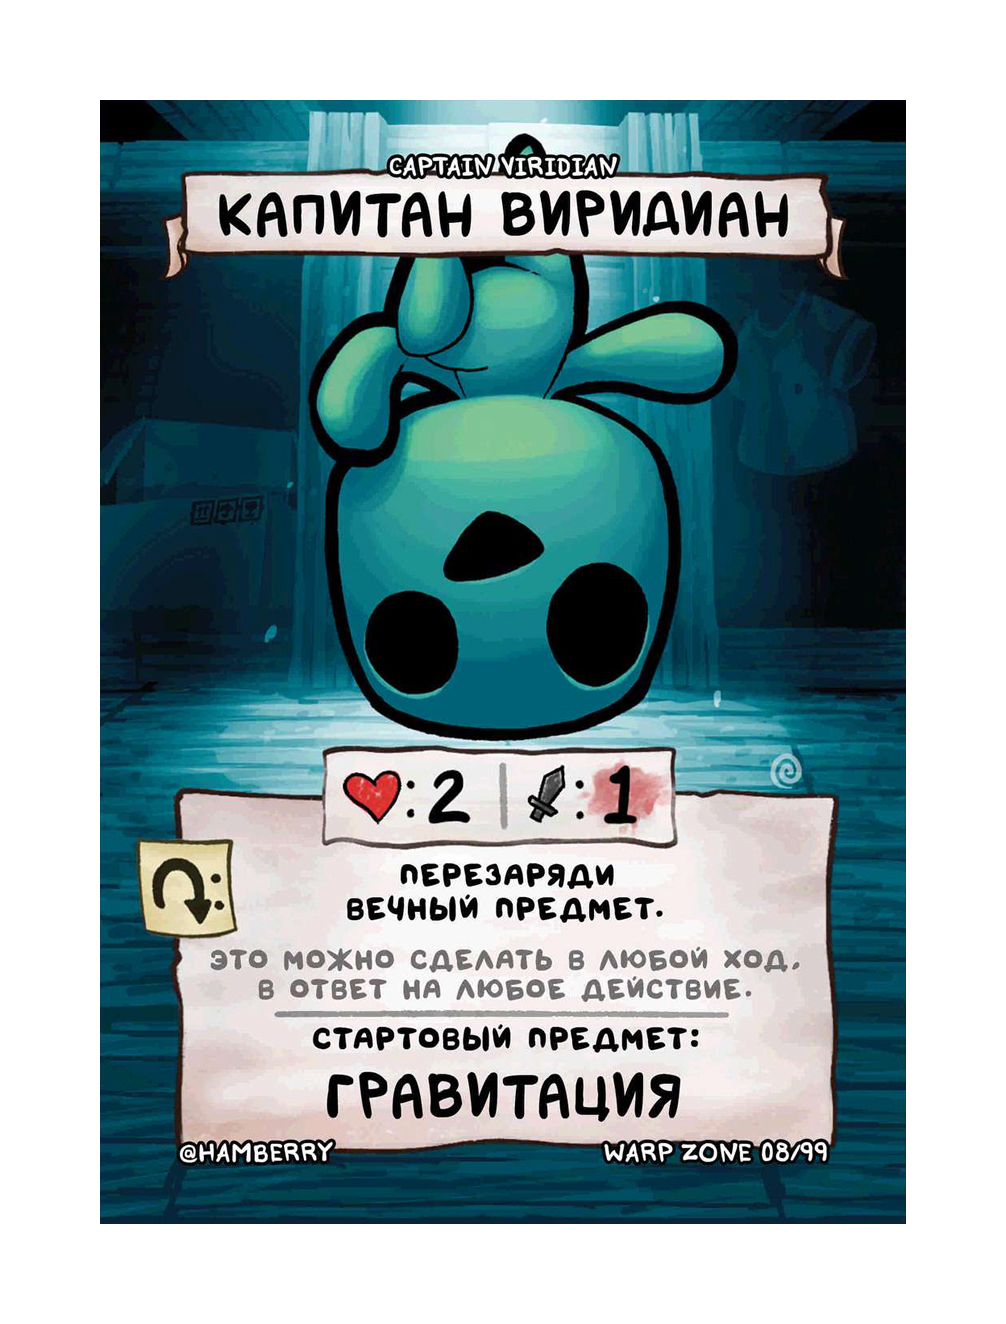 CAPTAIN VIRIDIAN
КАПИТАН ВИРИДИАН
:2 | :1
ПЕРЕЗАРЯДИ
ВЕЧНЫЙ ПРЕДМЕТ.
ЭТО МОЖНО СДЕЛАТЬ В ЛЮБОЙ ХОД,
В ОТВЕТ НА ЛЮБОЕ ДЕЙСТВИЕ.
СТАРТОВЫЙ ПРЕДМЕТ:
ГРАВИТАЦИЯ
@HAMBERRY
WARP ZONE 08/99